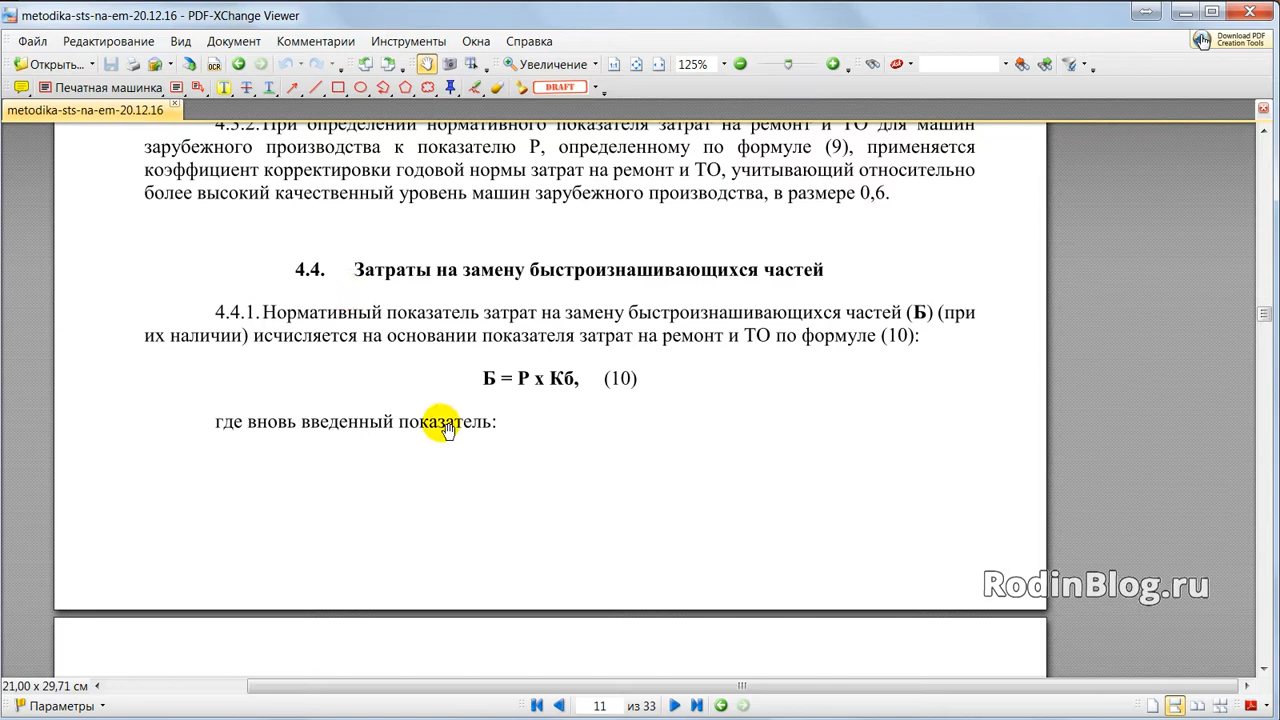 metodika-sts-na-em-20.12.16 - PDF-XChange Viewer
Файл Редактирование Вид Документ Комментарии Инструменты Окна Справка
Download PDF
Creation Tools
Открыть... OCR Увеличение 125%
Печатная машинка DRAFT
metodika-sts-na-em-20.12.16
4.3.2. При определении нормативного показателя затрат на ремонт и ТО для машин
зарубежного производства к показателю Р, определенному по формуле (9), применяется
коэффициент корректировки годовой нормы затрат на ремонт и ТО, учитывающий относительно
более высокий качественный уровень машин зарубежного производства, в размере 0,6.
4.4. Затраты на замену быстроизнашивающихся частей
4.4.1. Нормативный показатель затрат на замену быстроизнашивающихся частей (Б) (при
их наличии) исчисляется на основании показателя затрат на ремонт и ТО по формуле (10):
Б = Р х Кб, (10)
где вновь введенный показатель:
RodinBlog.ru
21,00 x 29,71 см
Параметры 11 из 33